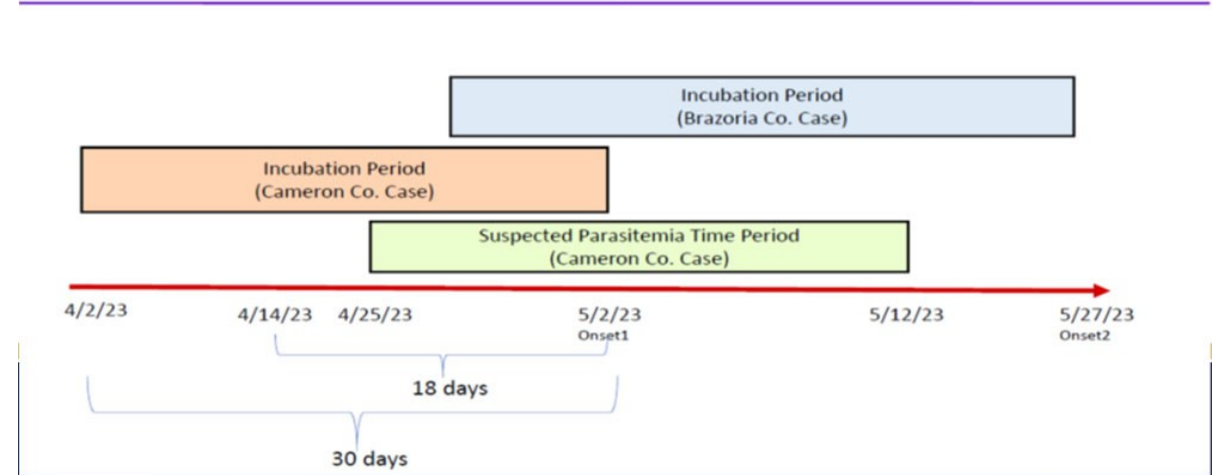 Incubation Period
(Brazoria Co. Case)
Incubation Period
(Cameron Co. Case)
Suspected Parasitemia Time Period
(Cameron Co. Case)
4/2/23 4/14/23 4/25/23 5/2/23 5/12/23 5/27/23
Onset1 Onset2
18 days
30 days